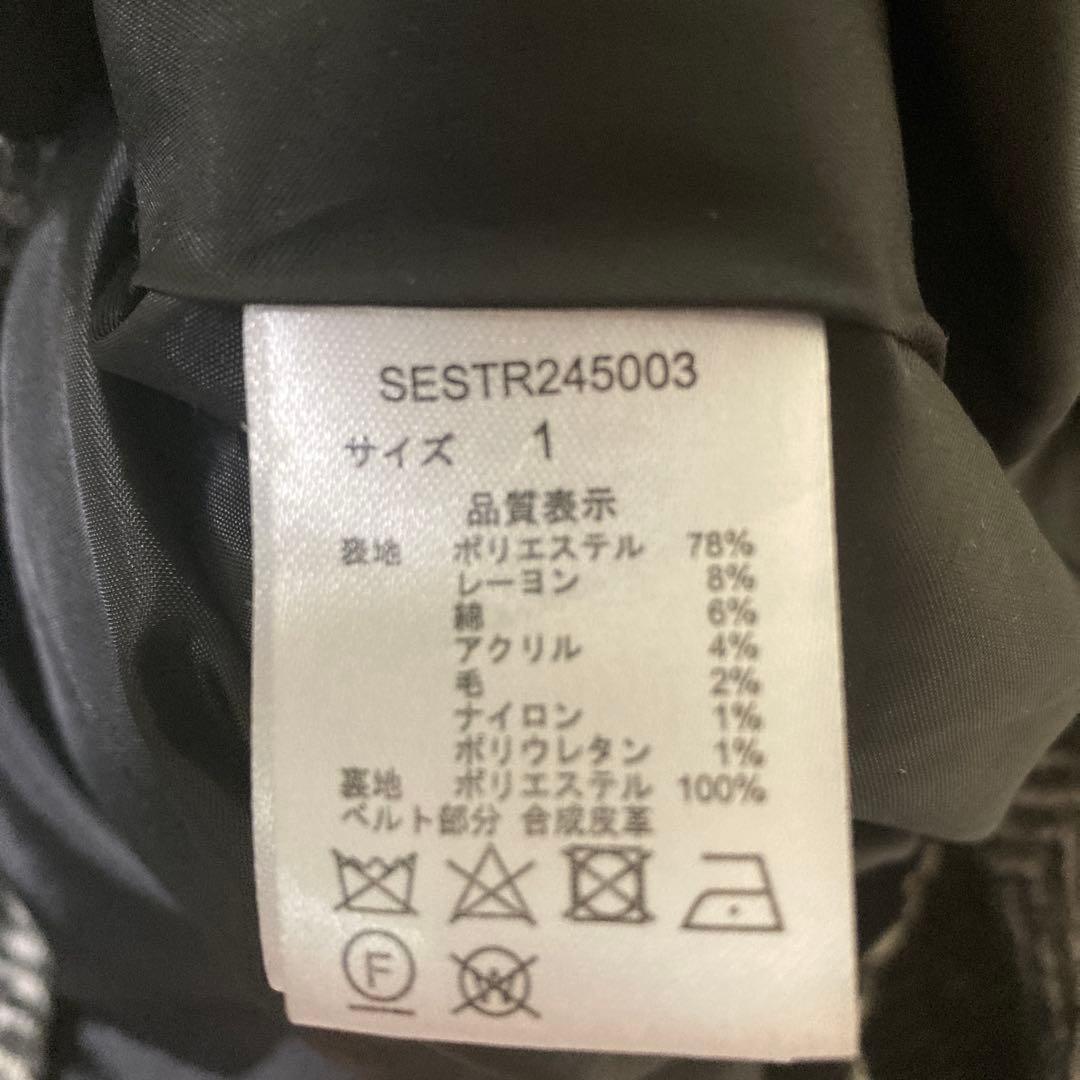 SESTR245003
サイズ 1
品質表示
表地 ポリエステル 78%
レーヨン 8%
綿 6%
アクリル 4%
毛 2%
ナイロン 1%
ポリウレタン 1%
裏地 ポリエステル 100%
ベルト部分 合成皮革
F W